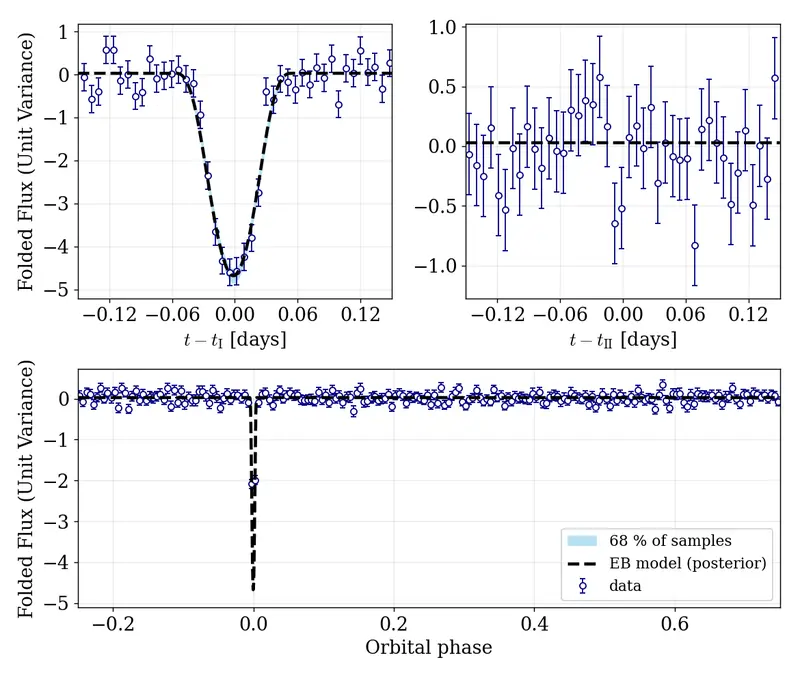 Folded Flux (Unit Variance)
1
0
−1
−2
−3
−4
−5
−0.12 −0.06 0.00 0.06 0.12
t − t_I [days]
1.0
0.5
0.0
−0.5
−1.0
−0.12 −0.06 0.00 0.06 0.12
t − t_II [days]
Folded Flux (Unit Variance)
0
−1
−2
−3
−4
−5
−0.2 0.0 0.2 0.4 0.6
Orbital phase
68 % of samples
EB model (posterior)
data